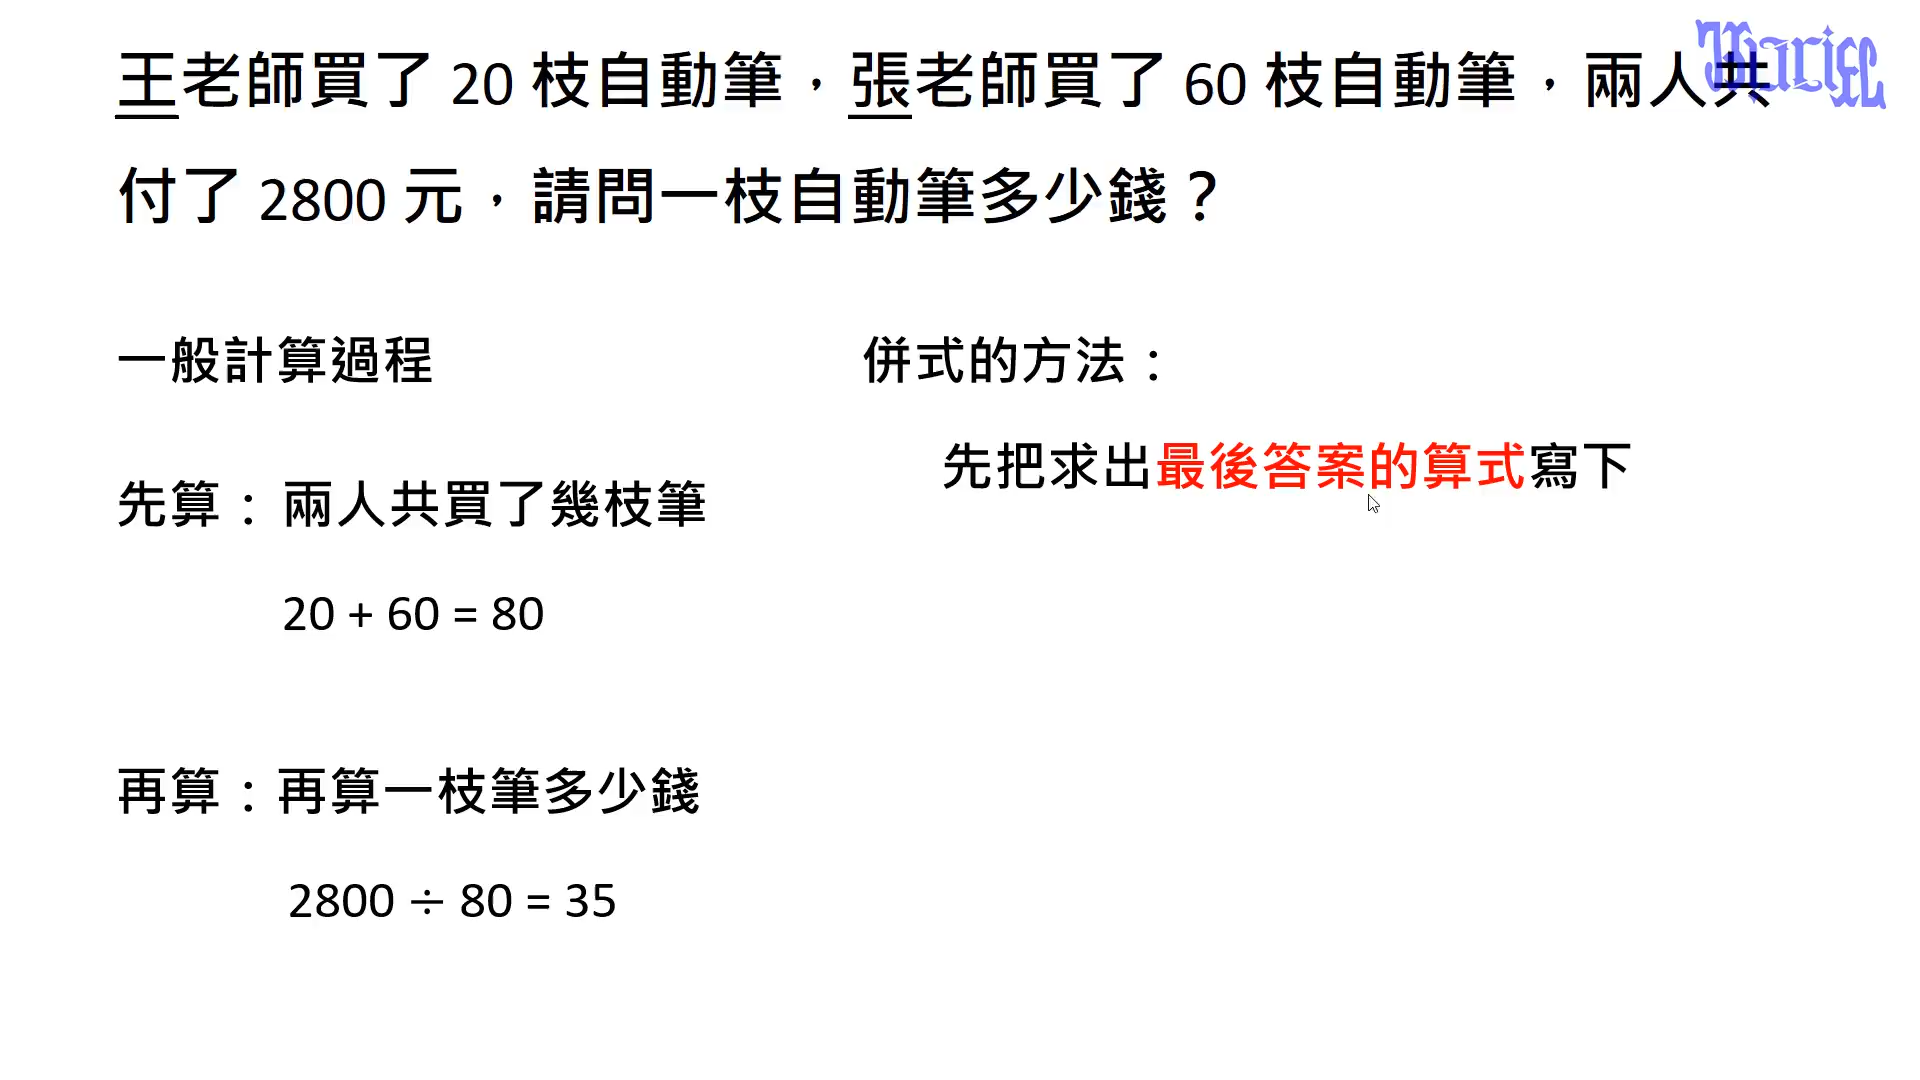 王老師買了 20 枝自動筆，張老師買了 60 枝自動筆，兩人共
付了 2800 元，請問一枝自動筆多少錢？
一般計算過程
先算：兩人共買了幾枝筆
20 + 60 = 80
再算：再算一枝筆多少錢
2800 ÷ 80 = 35
併式的方法：
先把求出最後答案的算式寫下